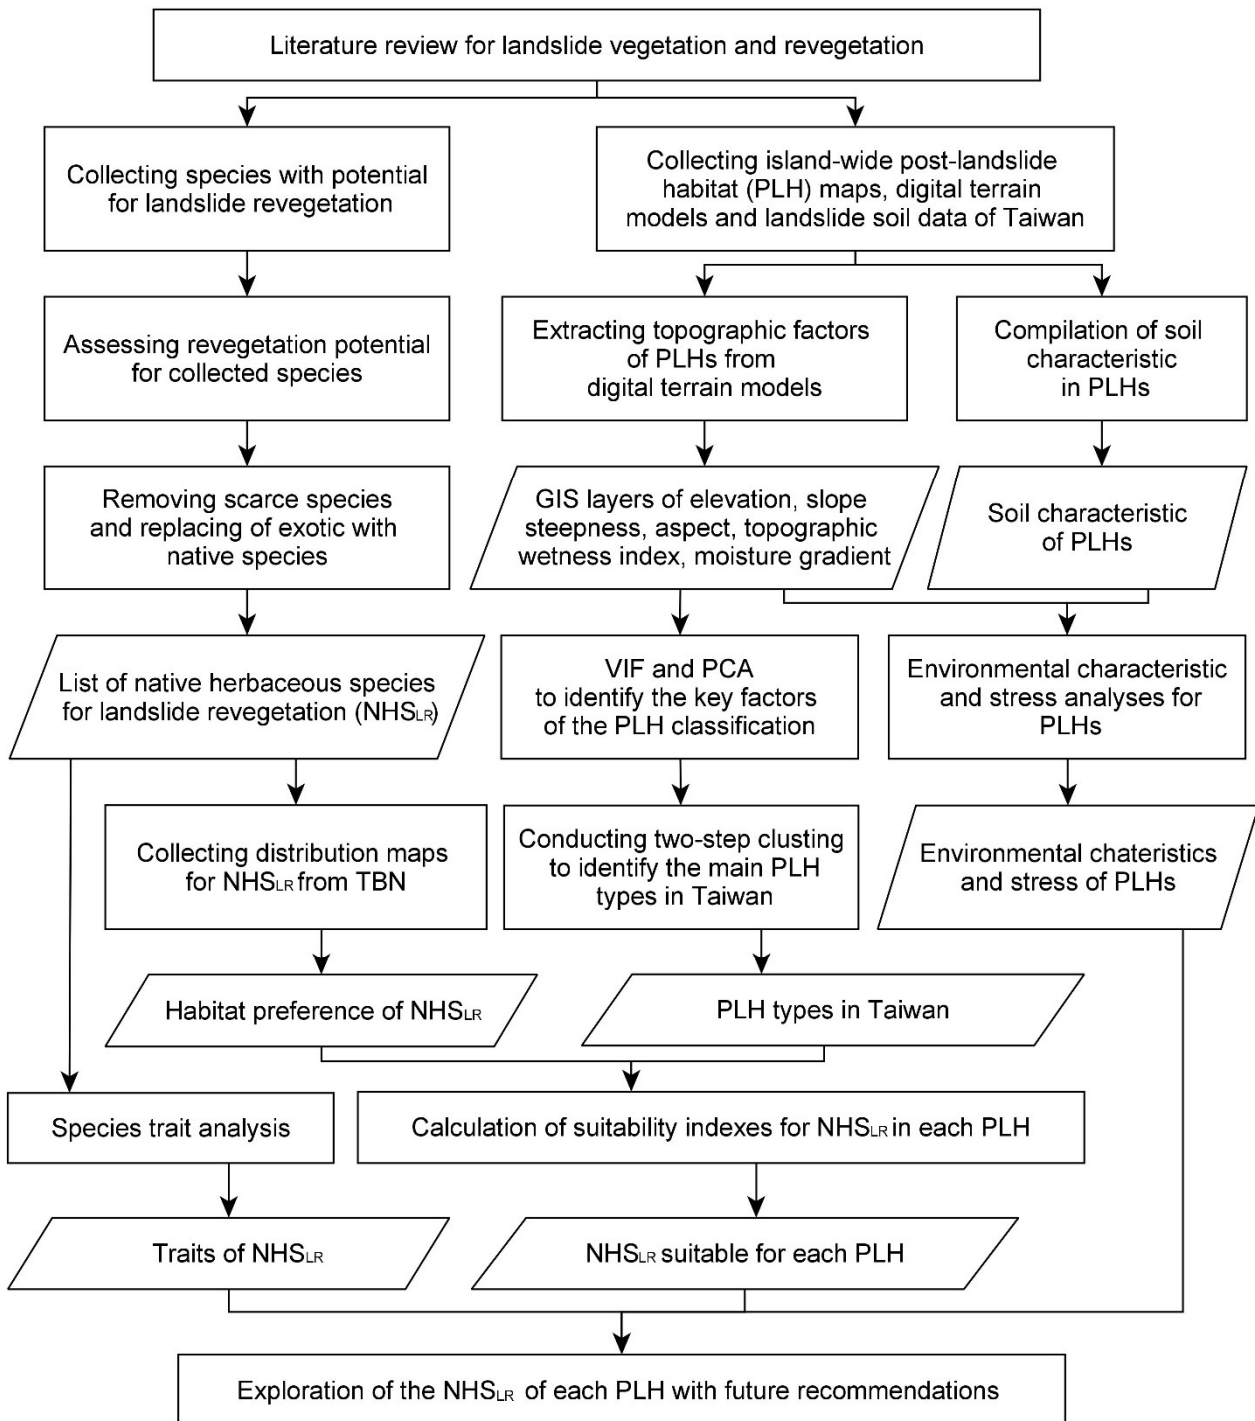 Literature review for landslide vegetation and revegetation
Collecting species with potential
for landslide revegetation
Collecting island-wide post-landslide
habitat (PLH) maps, digital terrain
models and landslide soil data of Taiwan
Assessing revegetation potential
for collected species
Extracting topographic factors
of PLHs from
digital terrain models
Compilation of soil
characteristic
in PLHs
Removing scarce species
and replacing of exotic with
native species
GIS layers of elevation, slope
steepness, aspect, topographic
wetness index, moisture gradient
Soil characteristic
of PLHs
List of native herbaceous species
for landslide revegetation (NHSLR)
VIF and PCA
to identify the key factors
of the PLH classification
Environmental characteristic
and stress analyses for
PLHs
Collecting distribution maps
for NHSLR from TBN
Conducting two-step clusting
to identify the main PLH
types in Taiwan
Environmental chateristics
and stress of PLHs
Habitat preference of NHSLR
PLH types in Taiwan
Species trait analysis
Calculation of suitability indexes for NHSLR in each PLH
Traits of NHSLR
NHSLR suitable for each PLH
Exploration of the NHSLR of each PLH with future recommendations